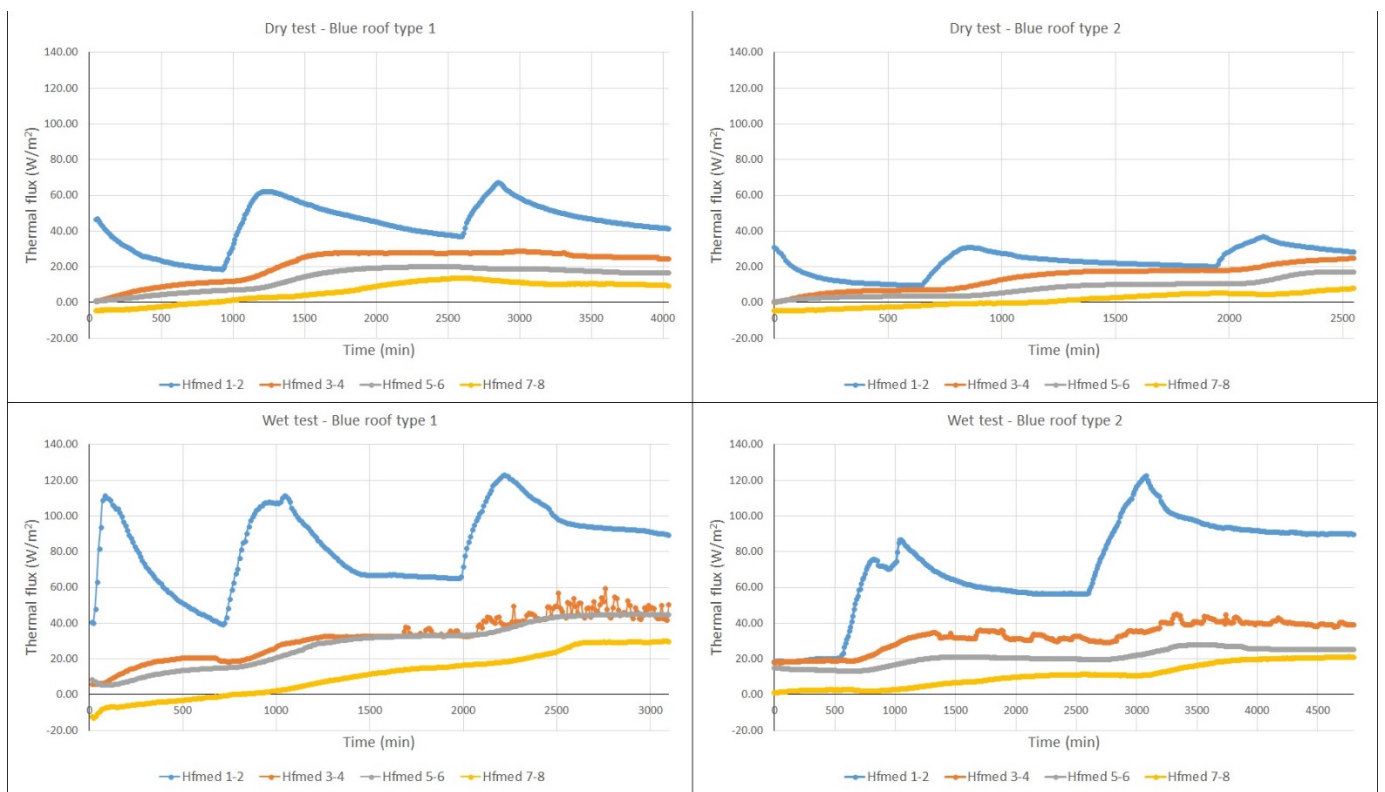 Dry test - Blue roof type 1
140.00
120.00
100.00
80.00
60.00
40.00
20.00
0.00
-20.00
Thermal flux (W/m²)
0 500 1000 1500 2000 2500 3000 3500 4000
Time (min)
Hfmed 1-2 Hfmed 3-4 Hfmed 5-6 Hfmed 7-8
Dry test - Blue roof type 2
140.00
120.00
100.00
80.00
60.00
40.00
20.00
0.00
-20.00
Thermal flux (W/m²)
0 500 1000 1500 2000 2500
Time (min)
Hfmed 1-2 Hfmed 3-4 Hfmed 5-6 Hfmed 7-8
Wet test - Blue roof type 1
140.00
120.00
100.00
80.00
60.00
40.00
20.00
0.00
-20.00
Thermal flux (W/m²)
0 500 1000 1500 2000 2500 3000
Time (min)
Hfmed 1-2 Hfmed 3-4 Hfmed 5-6 Hfmed 7-8
Wet test - Blue roof type 2
140.00
120.00
100.00
80.00
60.00
40.00
20.00
0.00
-20.00
Thermal flux (W/m²)
0 500 1000 1500 2000 2500 3000 3500 4000 4500
Time (min)
Hfmed 1-2 Hfmed 3-4 Hfmed 5-6 Hfmed 7-8